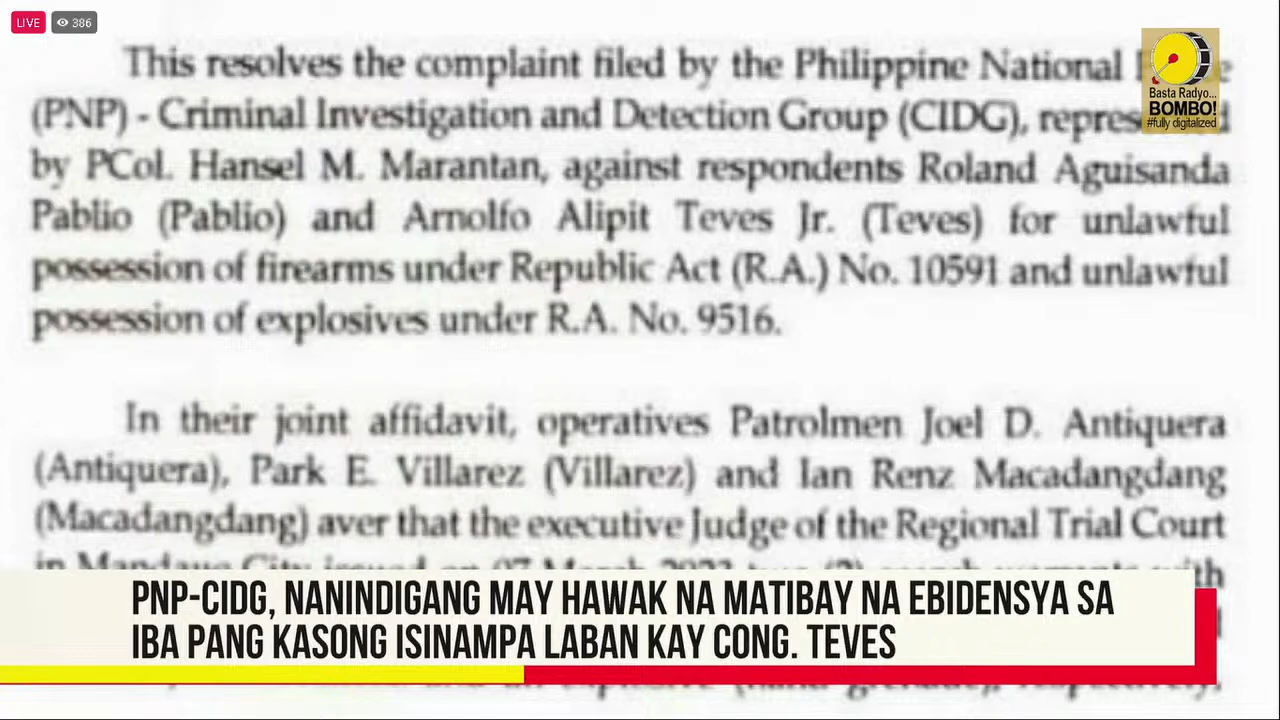 LIVE 386
This resolves the complaint filed by the Philippine National
(PNP) - Criminal Investigation and Detection Group (CIDG),
by PCol. Hansel M. Marantan, against respondents Roland Aguisanda
Pablio (Pablio) and Arnolfo Alipit Teves Jr. (Teves) for unlawful
possession of firearms under Republic Act (R.A.) No. 10591 and unlawful
possession of explosives under R.A. No. 9516.
In their joint affidavit, operatives Patrolmen Joel D. Antiquera
(Antiquera), Park E. Villarez (Villarez) and Ian Renz Macadangdang
(Macadangdang) aver that the executive Judge of the Regional Trial Court
Basta Radyo...
BOMBO!
#fully digitalized
PNP-CIDG, NANINDIGANG MAY HAWAK NA MATIBAY NA EBIDENSYA SA
IBA PANG KASONG ISINAMPA LABAN KAY CONG. TEVES